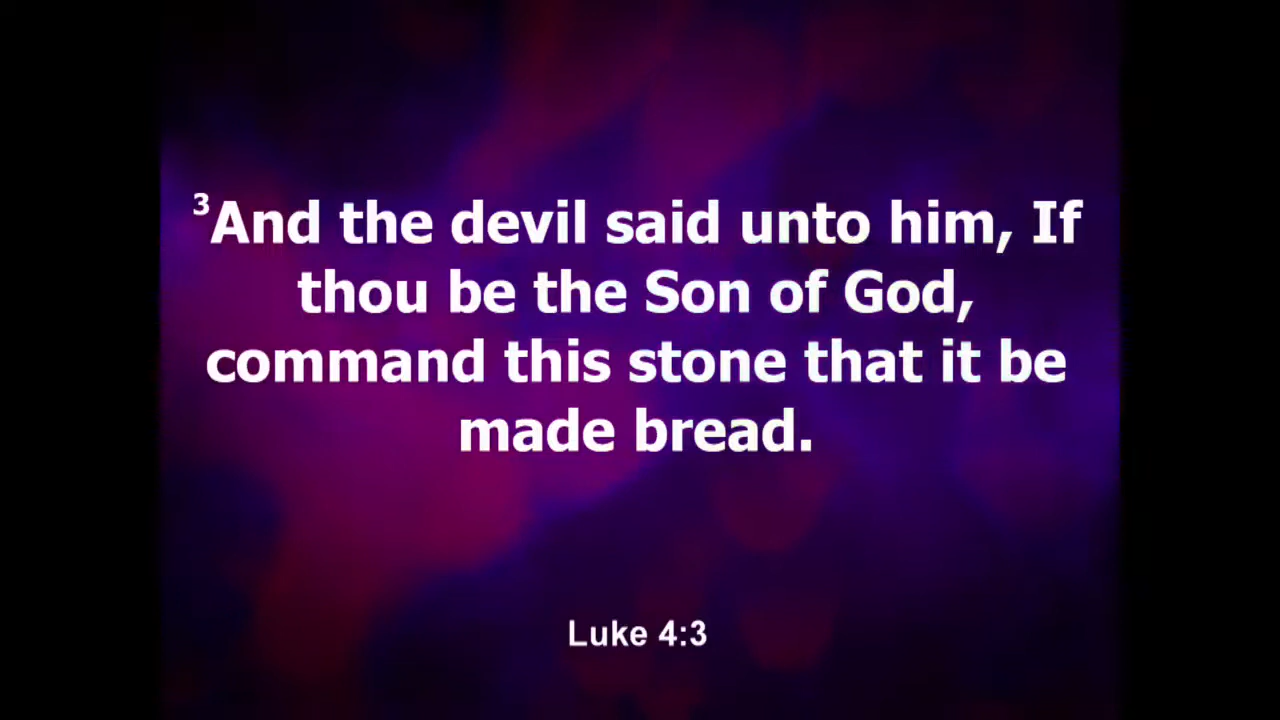 ³And the devil said unto him, If
thou be the Son of God,
command this stone that it be
made bread.
Luke 4:3